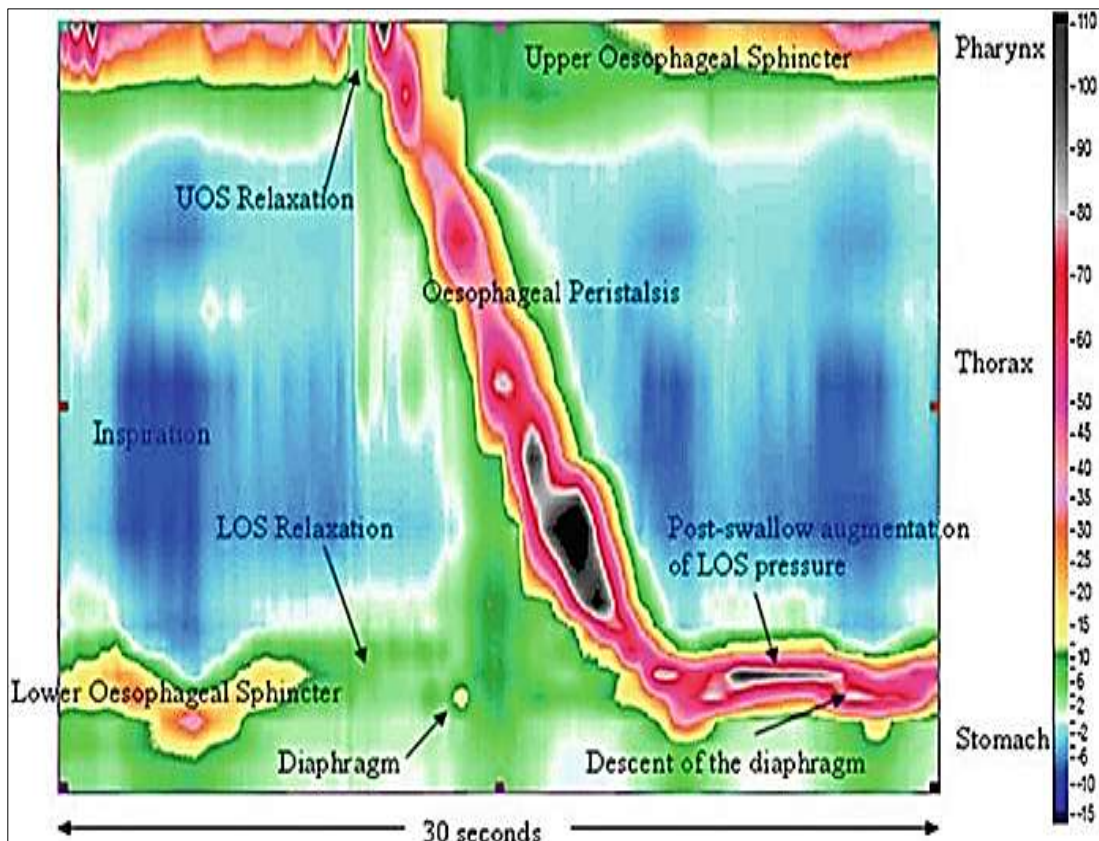 Upper Oesophageal Sphincter
Pharynx
UOS Relaxation
Oesophageal Peristalsis
Thorax
Inspiration
LOS Relaxation
Post-swallow augmentation
of LOS pressure
Lower Oesophageal Sphincter
Diaphragm
Descent of the diaphragm
Stomach
30 seconds
110
100
90
80
70
60
50
40
35
30
25
20
15
10
6
2
-2
-6
-10
-15